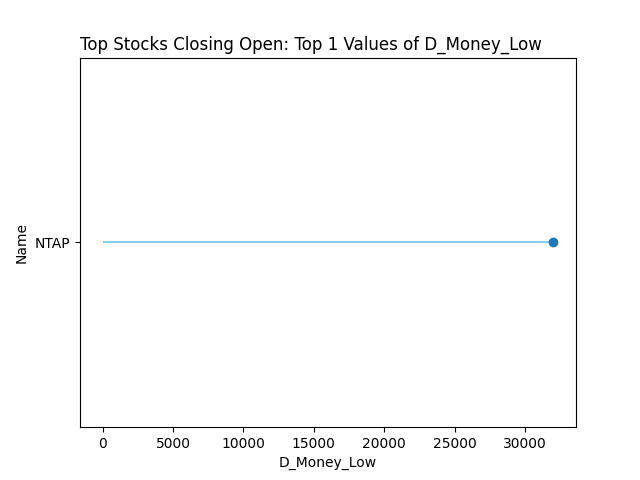 Top Stocks Closing Open: Top 1 Values of D_Money_Low
Name
NTAP
0 5000 10000 15000 20000 25000 30000
D_Money_Low